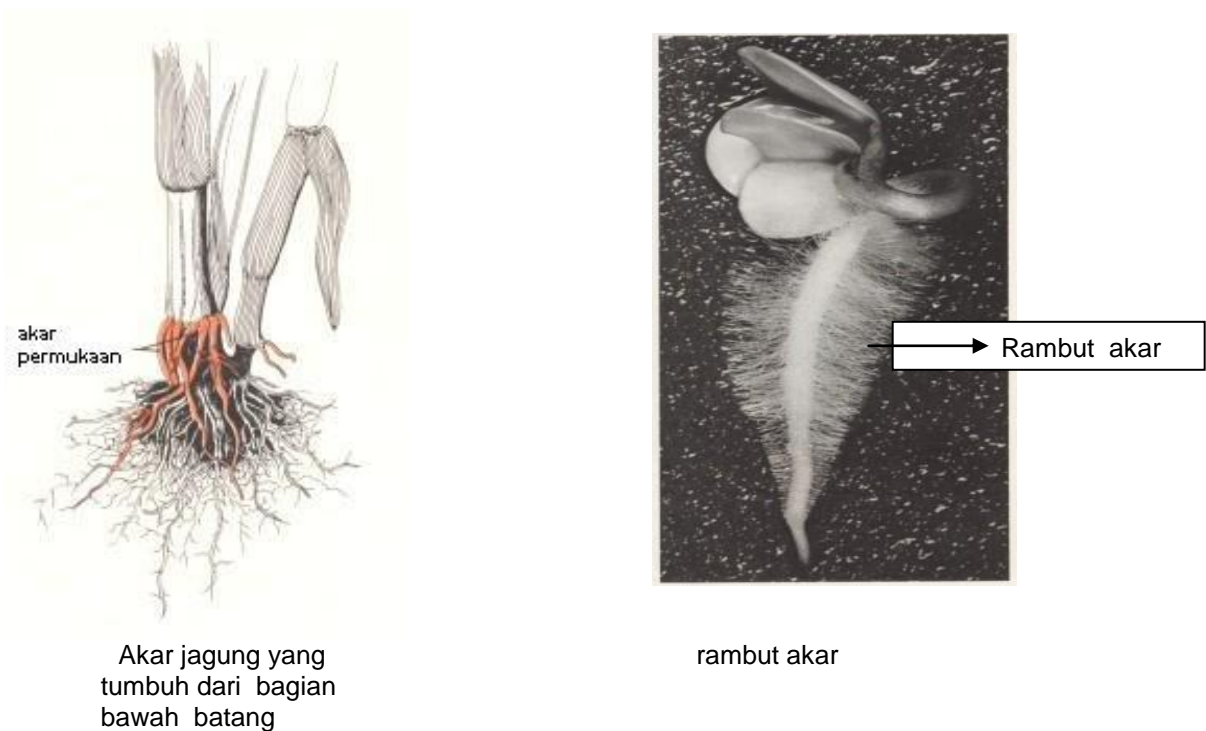 akar
permukaan
Rambut akar
Akar jagung yang
tumbuh dari bagian
bawah batang
rambut akar